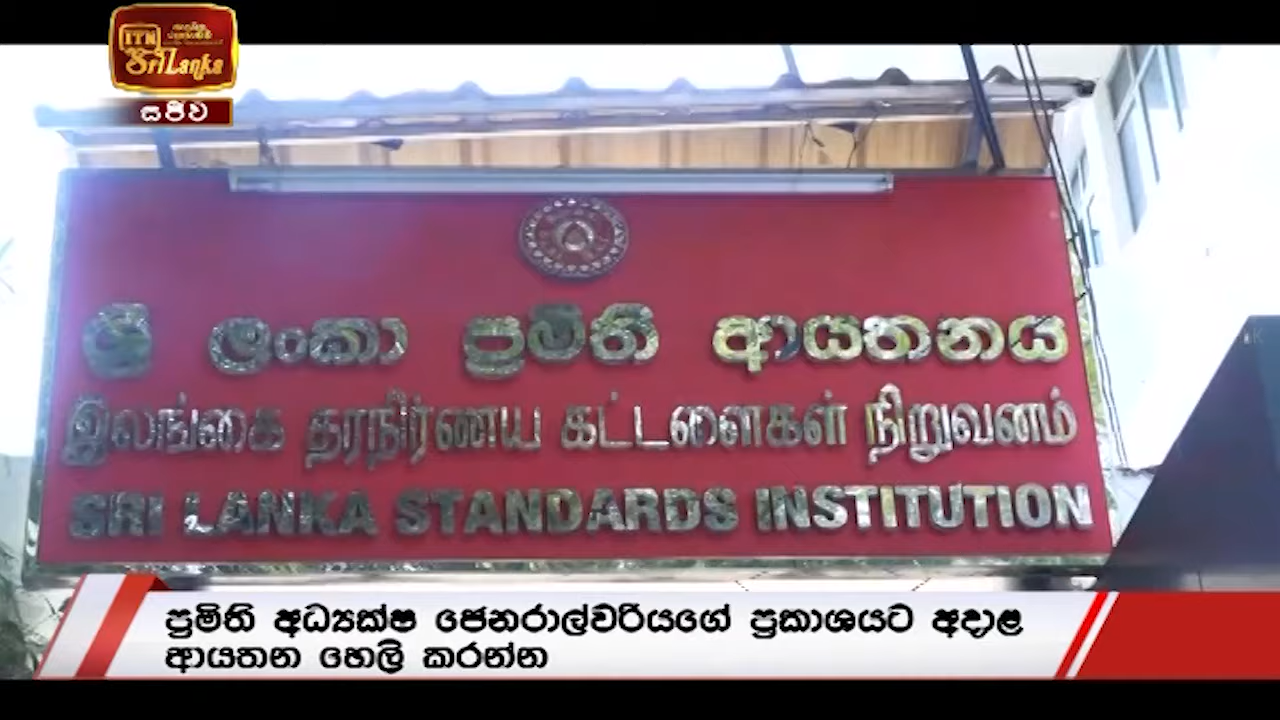 ITN
Sri Lanka
සජීව
ශ්‍රී ලංකා ප්‍රමිති ආයතනය
இலங்கை தரநிர்ணய கட்டளைகள் நிறுவனம்
SRI LANKA STANDARDS INSTITUTION
ප්‍රමිති අධ්‍යක්ෂ ජෙනරාල්වරියගේ ප්‍රකාශයට අදාළ
ආයතන හෙලි කරන්න